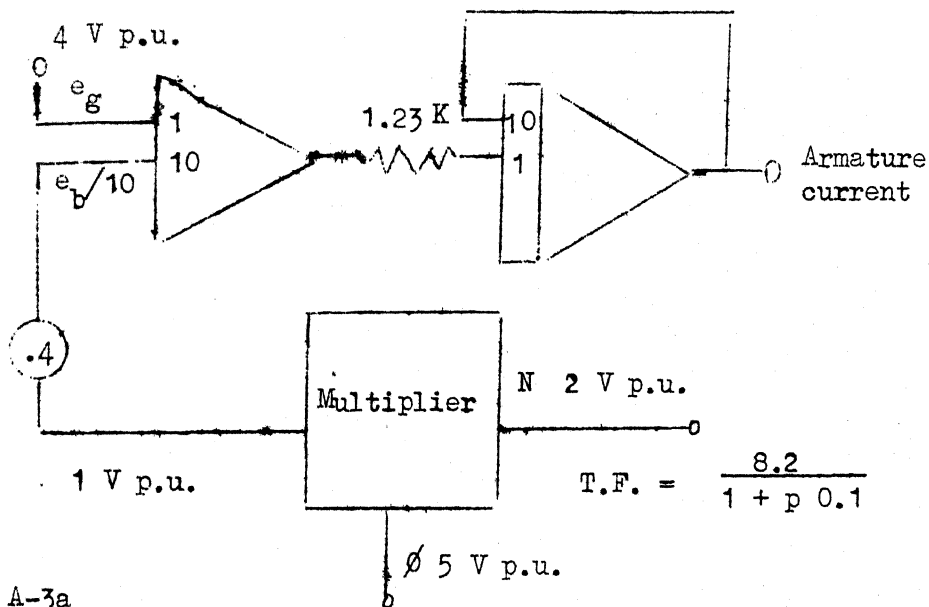 4 V p.u.
e_g
1
10
e_b/10
1.23 K
10
1
Armature
current
.4
Multiplier
N 2 V p.u.
1 V p.u.
T.F. = 8.2 / 1 + p 0.1
Ø 5 V p.u.
A-3a